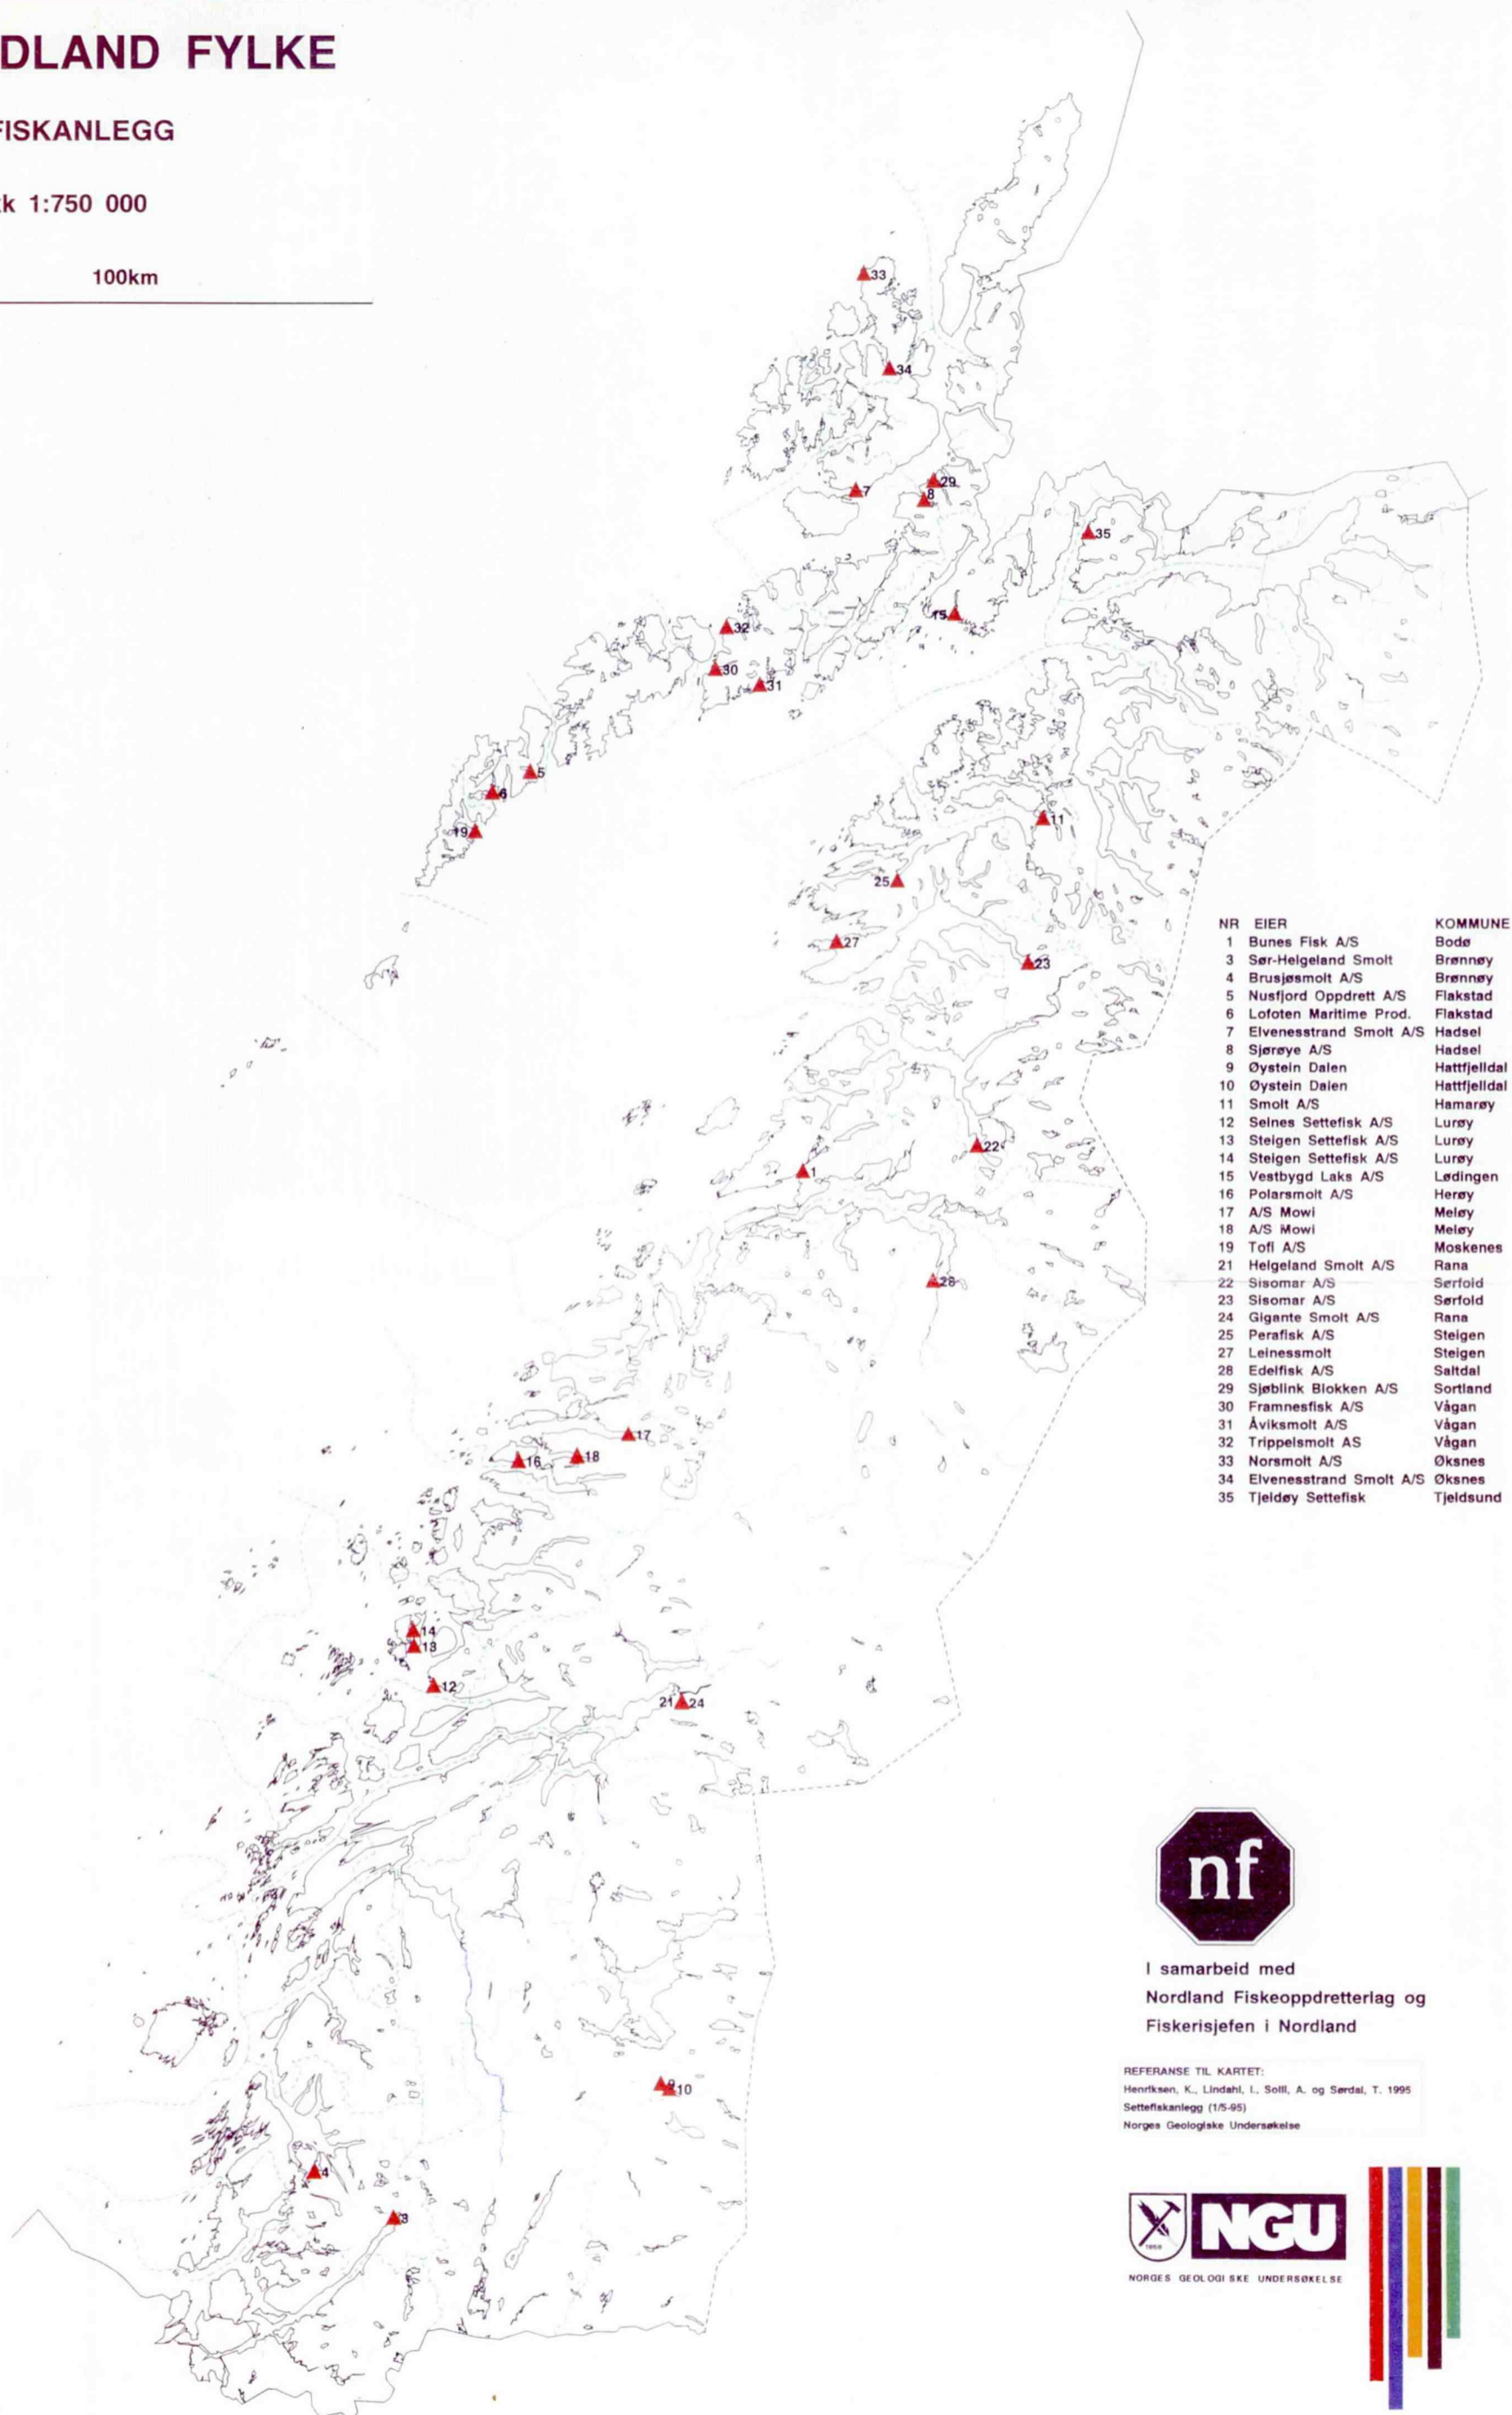 DLAND FYLKE
FISKANLEGG
k 1:750 000
100km
33
34
29
7
8
35
15
32
30
31
5
6
19
11
25
27
23
22
1
28
17
16
18
14
13
12
21 24
9
10
4
3
NR EIER KOMMUNE
1 Bunes Fisk A/S Bodø
3 Sør-Helgeland Smolt Brønnøy
4 Brusjøsmolt A/S Brønnøy
5 Nusfjord Oppdrett A/S Flakstad
6 Lofoten Maritime Prod. Flakstad
7 Elvenesstrand Smolt A/S Hadsel
8 Sjørøye A/S Hadsel
9 Øystein Dalen Hattfjelldal
10 Øystein Dalen Hattfjelldal
11 Smolt A/S Hamarøy
12 Selnes Settefisk A/S Lurøy
13 Steigen Settefisk A/S Lurøy
14 Steigen Settefisk A/S Lurøy
15 Vestbygd Laks A/S Lødingen
16 Polarsmolt A/S Herøy
17 A/S Mowi Meløy
18 A/S Mowi Meløy
19 Tofi A/S Moskenes
21 Helgeland Smolt A/S Rana
22 Sisomar A/S Sørfold
23 Sisomar A/S Sørfold
24 Gigante Smolt A/S Rana
25 Perafisk A/S Steigen
27 Leinessmolt Steigen
28 Edelfisk A/S Saltdal
29 Sjøblink Blokken A/S Sortland
30 Framnesfisk A/S Vågan
31 Åviksmolt A/S Vågan
32 Trippelsmolt AS Vågan
33 Norsmolt A/S Øksnes
34 Elvenesstrand Smolt A/S Øksnes
35 Tjeldøy Settefisk Tjeldsund
nf
I samarbeid med
Nordland Fiskeoppdretterlag og
Fiskerisjefen i Nordland
REFERANSE TIL KARTET:
Henriksen, K., Lindahl, I., Solli, A. og Sørdal, T. 1995
Settefiskanlegg (1/5-95)
Norges Geologiske Undersøkelse
1858
NGU
NORGES GEOLOGISKE UNDERSØKELSE